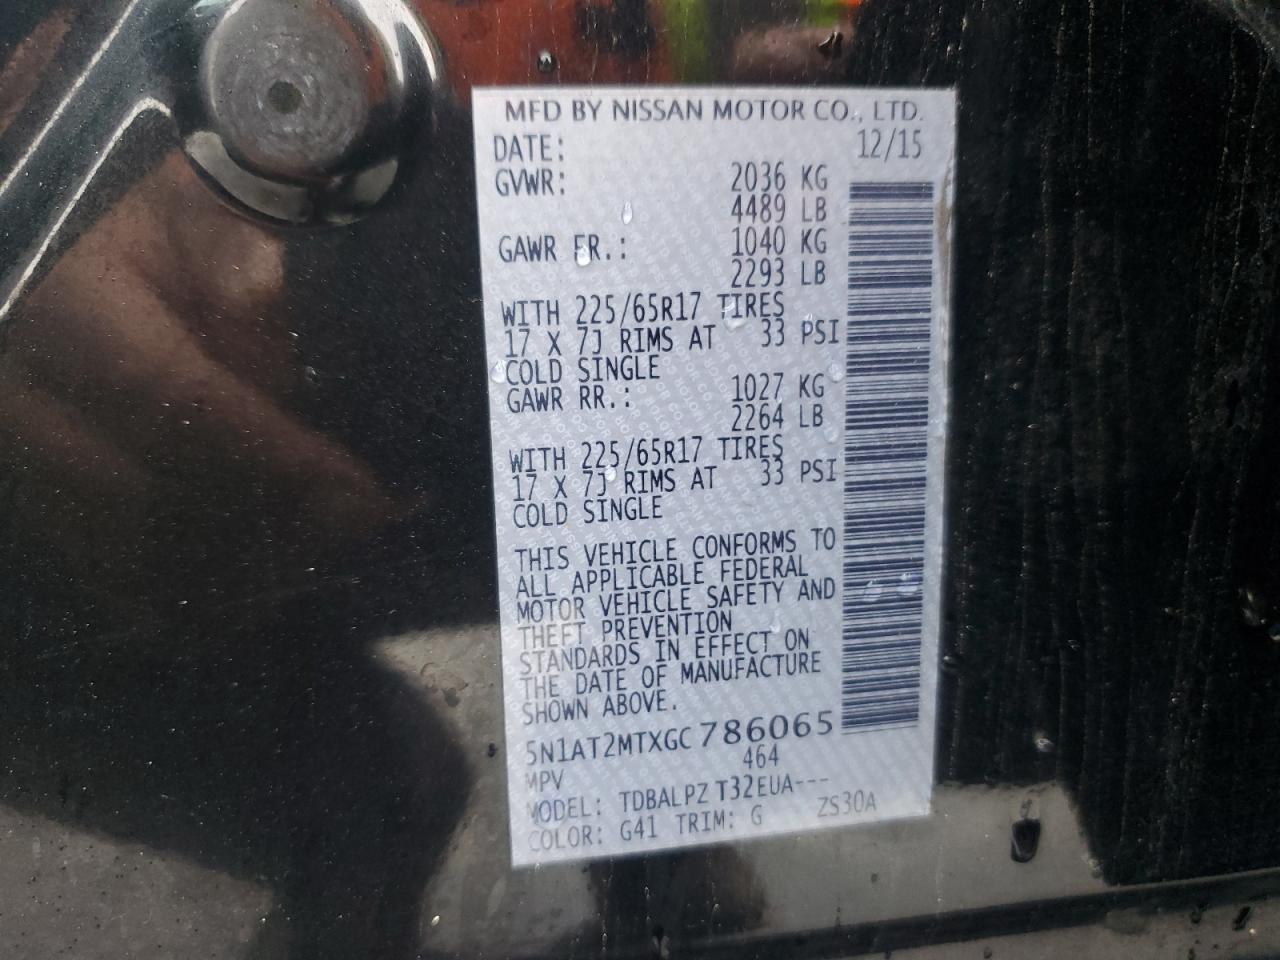 MFD BY NISSAN MOTOR CO., LTD.
DATE: 12/15
GVWR: 2036 KG
4489 LB
GAWR FR.: 1040 KG
2293 LB
WITH 225/65R17 TIRES
17 X 7J RIMS AT 33 PSI
COLD SINGLE
GAWR RR.: 1027 KG
2264 LB
WITH 225/65R17 TIRES
17 X 7J RIMS AT 33 PSI
COLD SINGLE
THIS VEHICLE CONFORMS TO
ALL APPLICABLE FEDERAL
MOTOR VEHICLE SAFETY AND
THEFT PREVENTION
STANDARDS IN EFFECT ON
THE DATE OF MANUFACTURE
SHOWN ABOVE.
5N1AT2MTXGC786065
MPV 464
MODEL: TDBALPZ T32EUA---
COLOR: G41 TRIM: G ZS30A